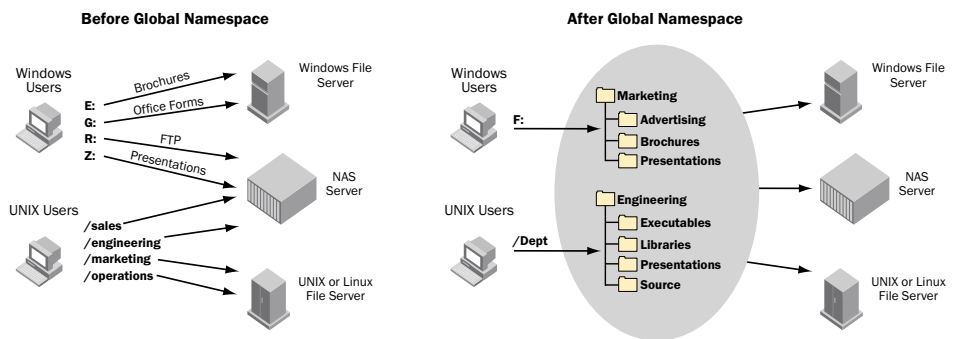 Before Global Namespace
Windows
Users
E:
G:
R:
Z:
Brochures
Office Forms
FTP
Presentations
Windows File
Server
NAS
Server
UNIX Users
/sales
/engineering
/marketing
/operations
UNIX or Linux
File Server
After Global Namespace
Windows
Users
F:
Marketing
Advertising
Brochures
Presentations
Windows File
Server
NAS
Server
UNIX Users
/Dept
Engineering
Executables
Libraries
Presentations
Source
UNIX or Linux
File Server